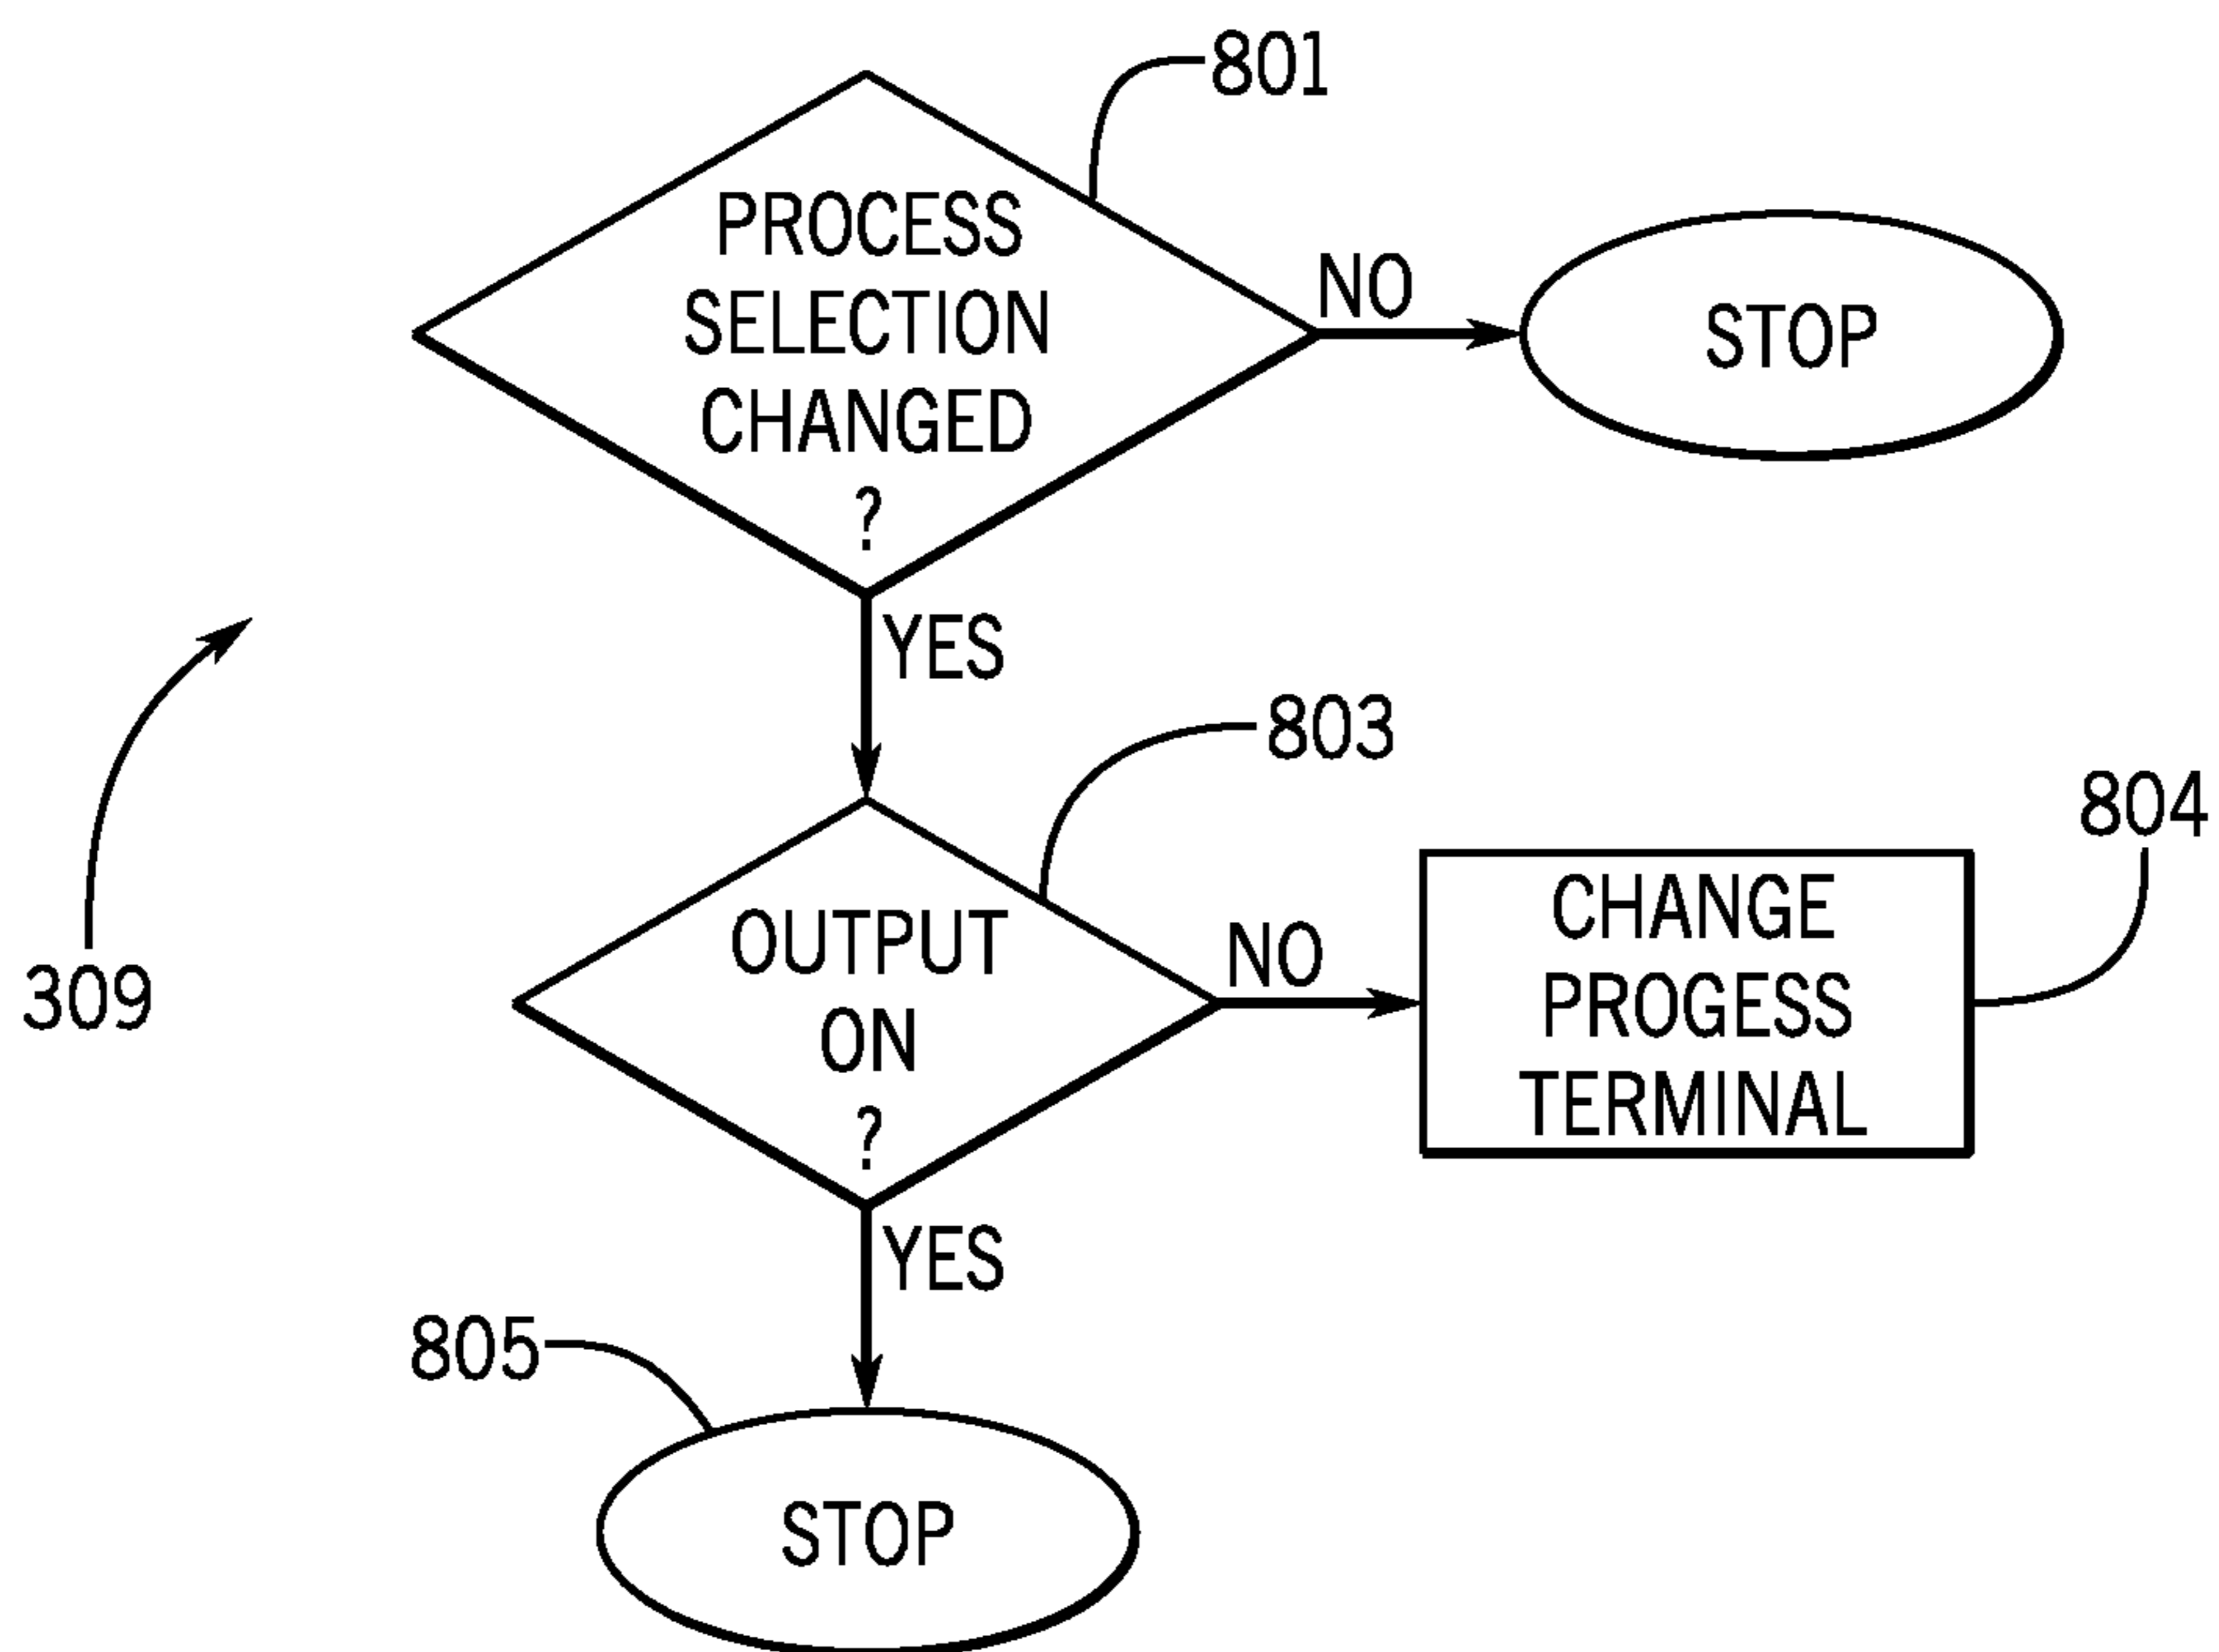 801
PROCESS
SELECTION
CHANGED
?
NO
STOP
YES
803
804
OUTPUT
ON
?
NO
CHANGE
PROGESS
TERMINAL
309
YES
805
STOP